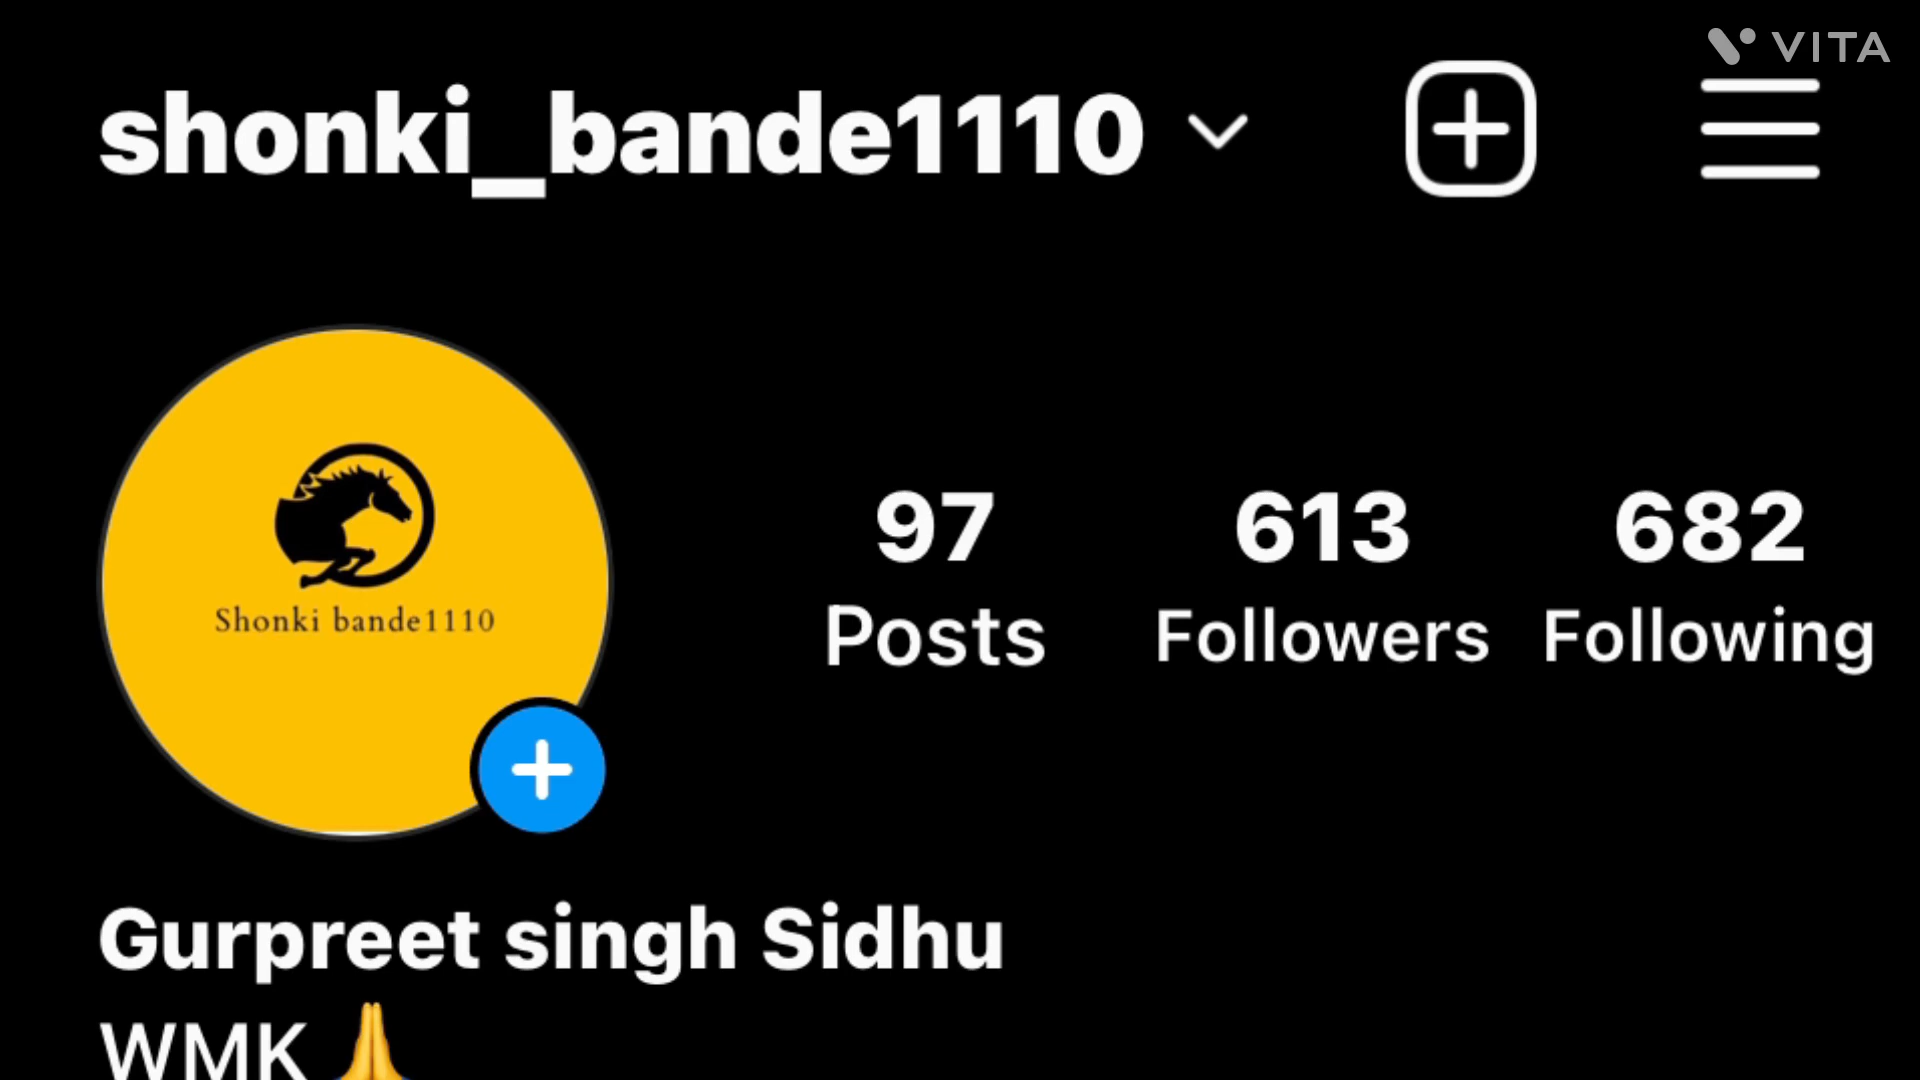 VITA
shonki_bande1110
Shonki bande1110
97 613 682
Posts Followers Following
Gurpreet singh Sidhu
WMK🙏